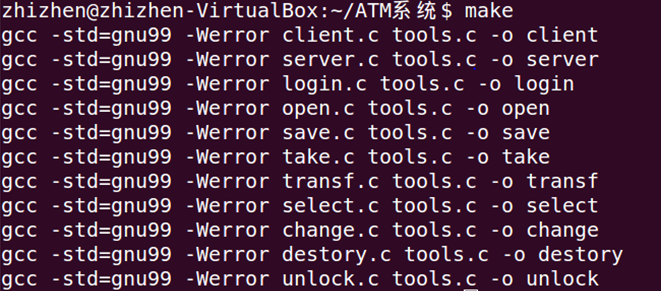 zhizhen@zhizhen-VirtualBox:~/ATM系统$ make
gcc -std=gnu99 -Werror client.c tools.c -o client
gcc -std=gnu99 -Werror server.c tools.c -o server
gcc -std=gnu99 -Werror login.c tools.c -o login
gcc -std=gnu99 -Werror open.c tools.c -o open
gcc -std=gnu99 -Werror save.c tools.c -o save
gcc -std=gnu99 -Werror take.c tools.c -o take
gcc -std=gnu99 -Werror transf.c tools.c -o transf
gcc -std=gnu99 -Werror select.c tools.c -o select
gcc -std=gnu99 -Werror change.c tools.c -o change
gcc -std=gnu99 -Werror destory.c tools.c -o destory
gcc -std=gnu99 -Werror unlock.c tools.c -o unlock